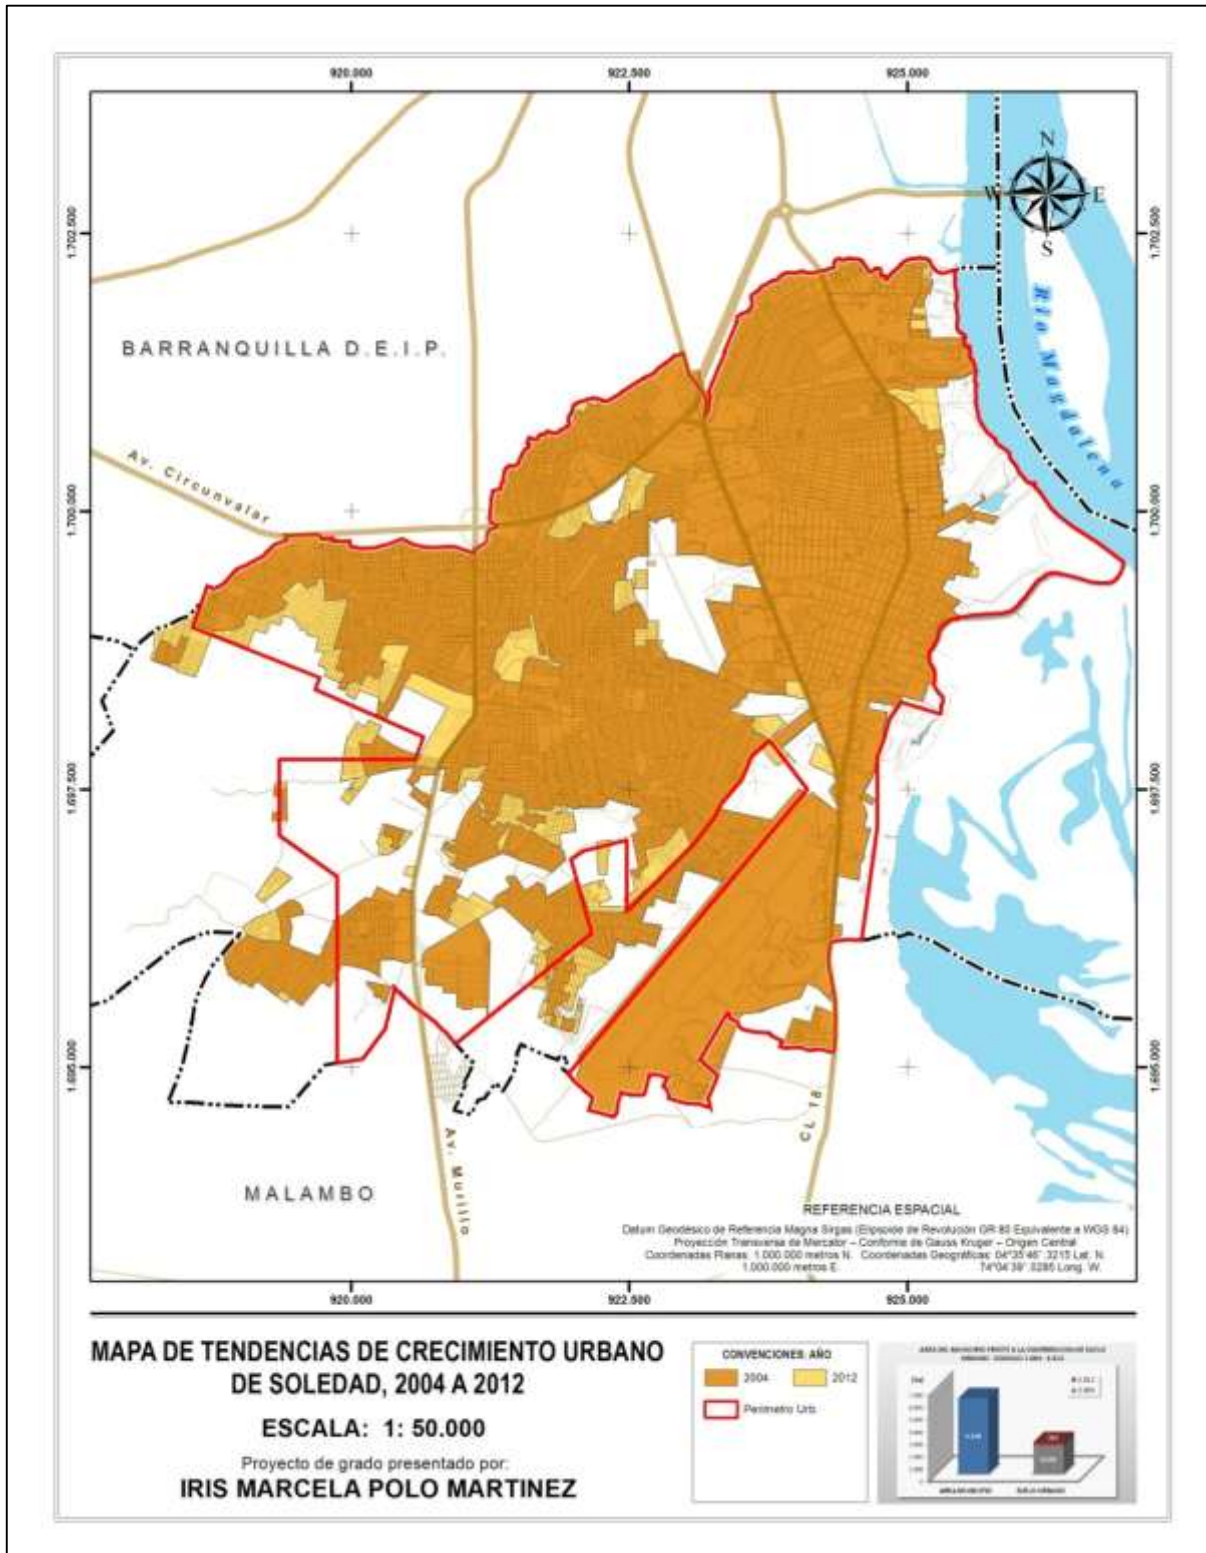 920.000
922.500
925.000
N
W
E
S
1.702.500
1.702.500
Río Magdalena
BARRANQUILLA D.E.I.P.
Av. Circunvalar
1.700.000
1.700.000
1.697.500
1.697.500
1.695.000
1.695.000
CL 18
Av. Murillo
MALAMBO
REFERENCIA ESPACIAL
Datum Geodésico de Referencia Magna Sirgas (Elipsoide de Revolución GR 80 Equivalente a WGS 84)
Proyección Transversa de Mercator – Conforme de Gauss Kruger – Origen Central
Coordenadas Planas: 1.000.000 metros N. Coordenadas Geográficas: 04°35'46".3215 Lat. N.
1.000.000 metros E. 74°04'39".0285 Long. W.
920.000
922.500
925.000
MAPA DE TENDENCIAS DE CRECIMIENTO URBANO
DE SOLEDAD, 2004 A 2012
ESCALA: 1: 50.000
Proyecto de grado presentado por:
IRIS MARCELA POLO MARTINEZ
CONVENCIONES: AÑO
2004
2012
Perímetro Urb.